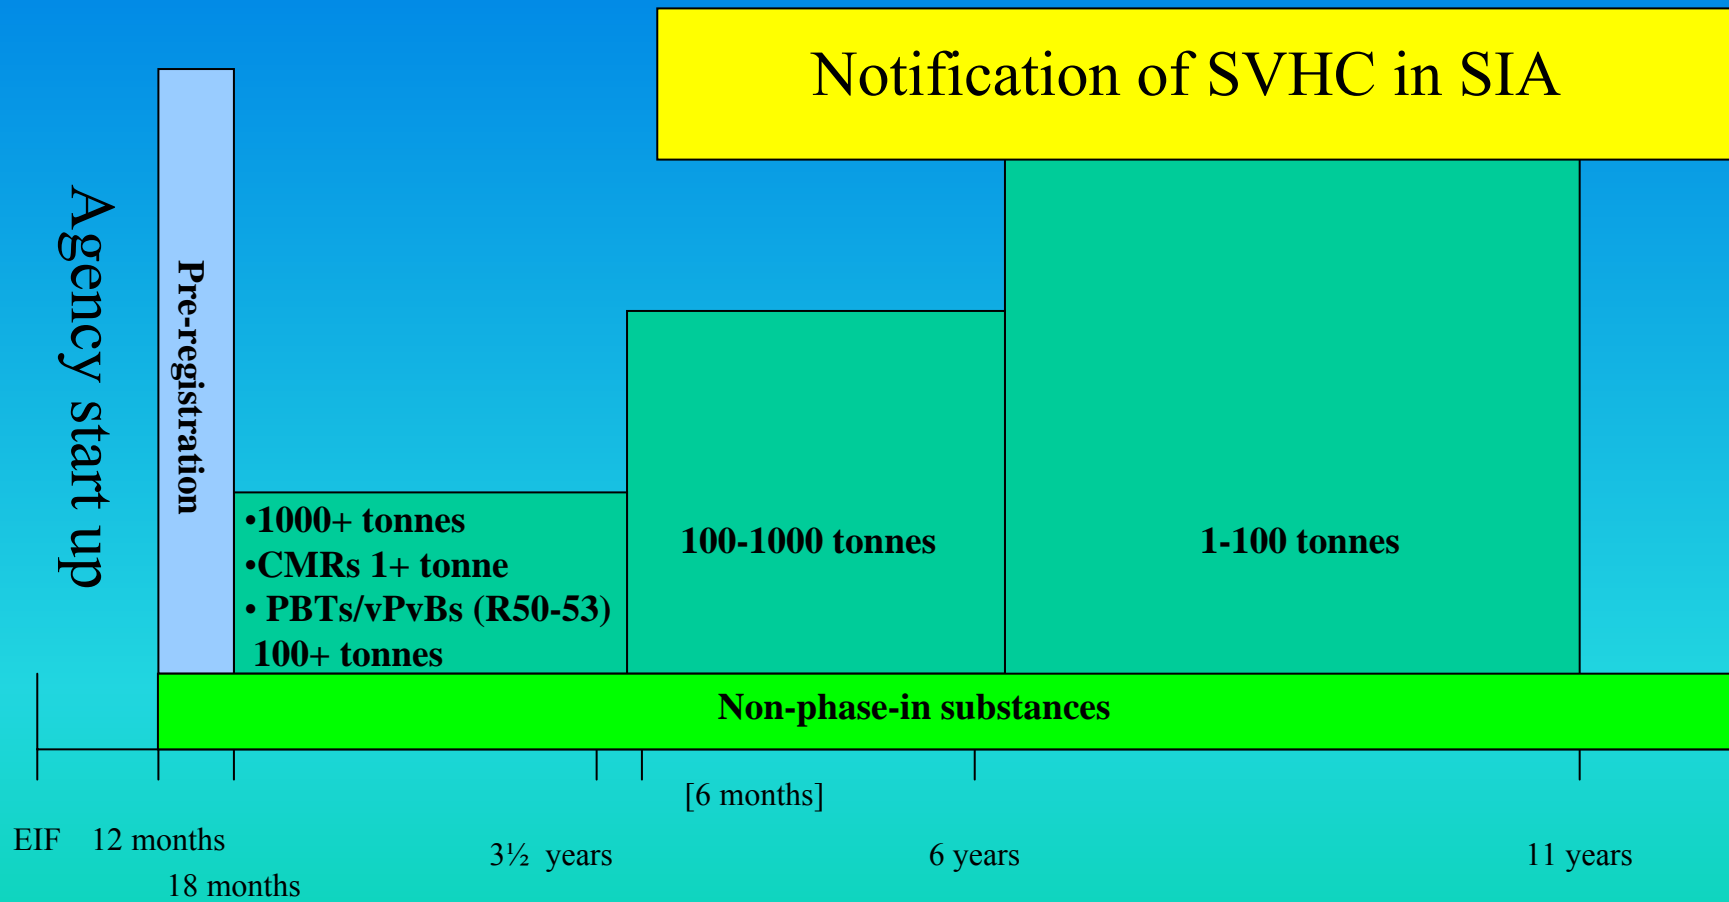 Notification of SVHC in SIA
Agency start up
Pre-registration
•1000+ tonnes
•CMRs 1+ tonne
• PBTs/vPvBs (R50-53)
100+ tonnes
100-1000 tonnes
1-100 tonnes
Non-phase-in substances
[6 months]
EIF 12 months
18 months
3½ years
6 years
11 years